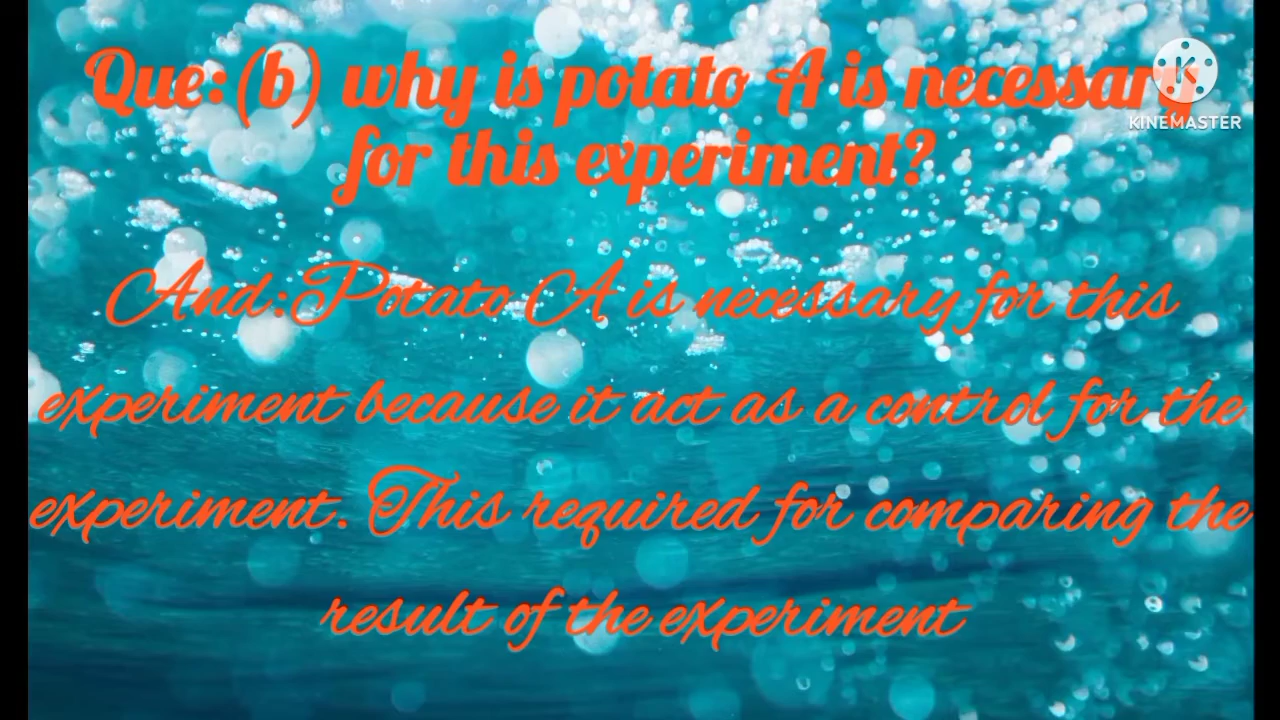 Que:(b) why is potato A is necessary
KINEMASTER
for this experiment?
And:Potato A is necessary for this
experiment because it act as a control for the
experiment. This required for comparing the
result of the experiment